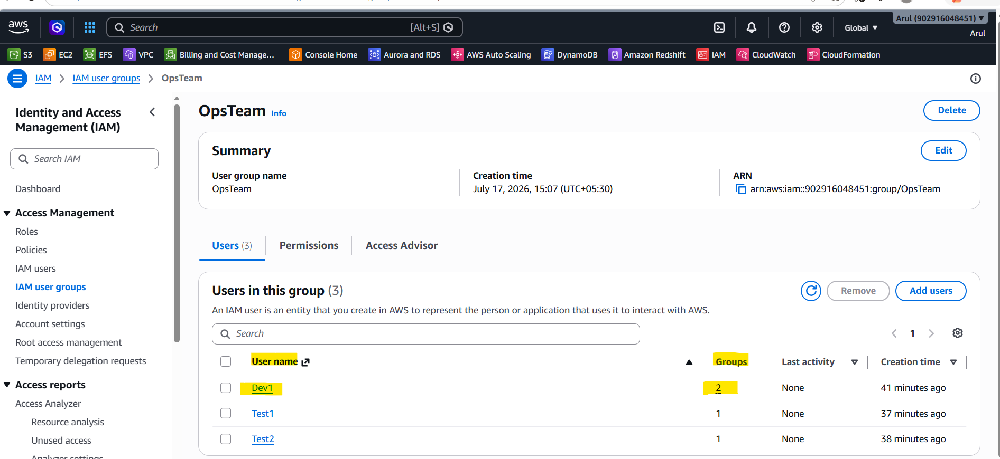 aws
Search [Alt+S]
Global
Arul (902916048451)
Arul
S3 EC2 EFS VPC Billing and Cost Manage... Console Home Aurora and RDS AWS Auto Scaling DynamoDB Amazon Redshift IAM CloudWatch CloudFormation
IAM IAM user groups OpsTeam
Identity and Access
Management (IAM)
Search IAM
Dashboard
Access Management
Roles
Policies
IAM users
IAM user groups
Identity providers
Account settings
Root access management
Temporary delegation requests
Access reports
Access Analyzer
Resource analysis
Unused access
Analyzer settings
OpsTeam Info
Delete
Summary
Edit
User group name
OpsTeam
Creation time
July 17, 2026, 15:07 (UTC+05:30)
ARN
arn:aws:iam::902916048451:group/OpsTeam
Users (3) Permissions Access Advisor
Users in this group (3)
Remove Add users
An IAM user is an entity that you create in AWS to represent the person or application that uses it to interact with AWS.
Search
1
User name Groups Last activity Creation time
Dev1 2 None 41 minutes ago
Test1 1 None 37 minutes ago
Test2 1 None 38 minutes ago